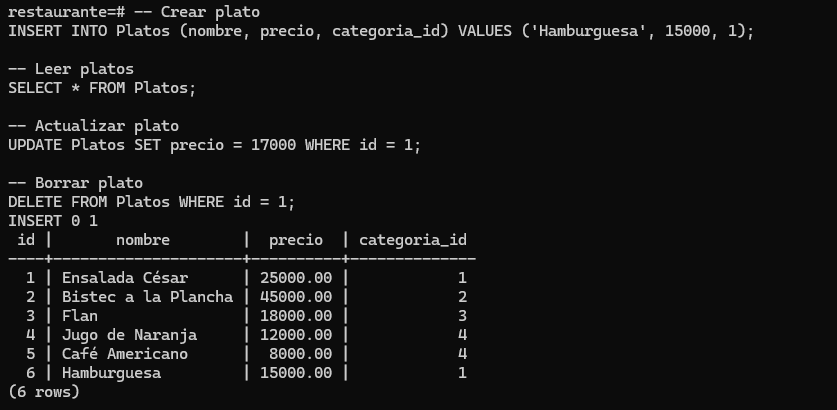 restaurante=# -- Crear plato
INSERT INTO Platos (nombre, precio, categoria_id) VALUES ('Hamburguesa', 15000, 1);
-- Leer platos
SELECT * FROM Platos;
-- Actualizar plato
UPDATE Platos SET precio = 17000 WHERE id = 1;
-- Borrar plato
DELETE FROM Platos WHERE id = 1;
INSERT 0 1
 id |       nombre        |  precio  | categoria_id
----+---------------------+----------+--------------
  1 | Ensalada César      | 25000.00 |            1
  2 | Bistec a la Plancha | 45000.00 |            2
  3 | Flan                | 18000.00 |            3
  4 | Jugo de Naranja     | 12000.00 |            4
  5 | Café Americano      |  8000.00 |            4
  6 | Hamburguesa         | 15000.00 |            1
(6 rows)